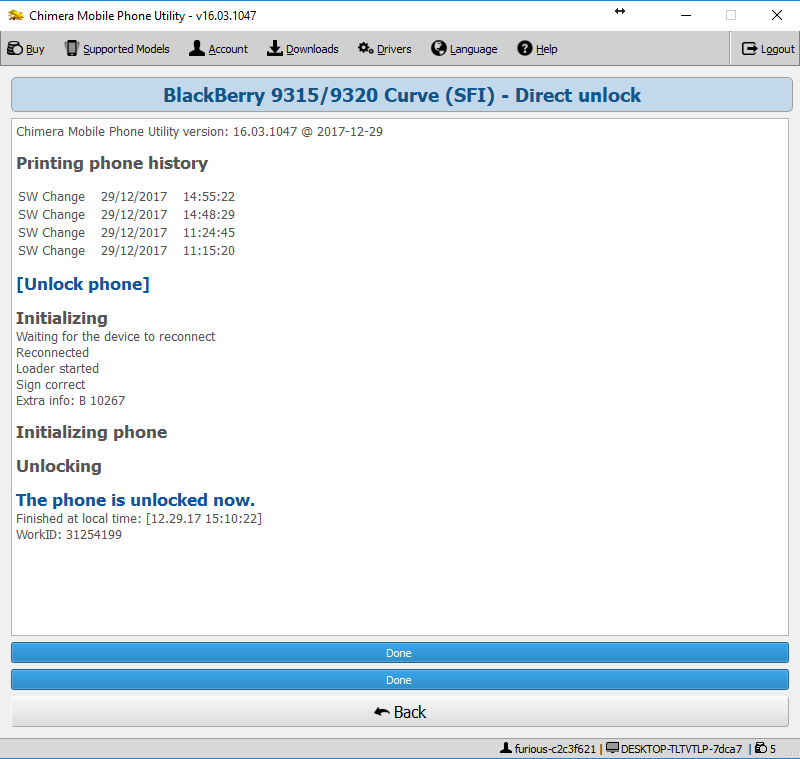 Chimera Mobile Phone Utility - v16.03.1047
Buy Supported Models Account Downloads Drivers Language Help Logout
BlackBerry 9315/9320 Curve (SFI) - Direct unlock
Chimera Mobile Phone Utility version: 16.03.1047 @ 2017-12-29
Printing phone history
SW Change 29/12/2017 14:55:22
SW Change 29/12/2017 14:48:29
SW Change 29/12/2017 11:24:45
SW Change 29/12/2017 11:15:20
[Unlock phone]
Initializing
Waiting for the device to reconnect
Reconnected
Loader started
Sign correct
Extra info: B 10267
Initializing phone
Unlocking
The phone is unlocked now.
Finished at local time: [12.29.17 15:10:22]
WorkID: 31254199
Done
Done
Back
furious-c2c3f621 | DESKTOP-TLTVTLP-7dca7 | 5